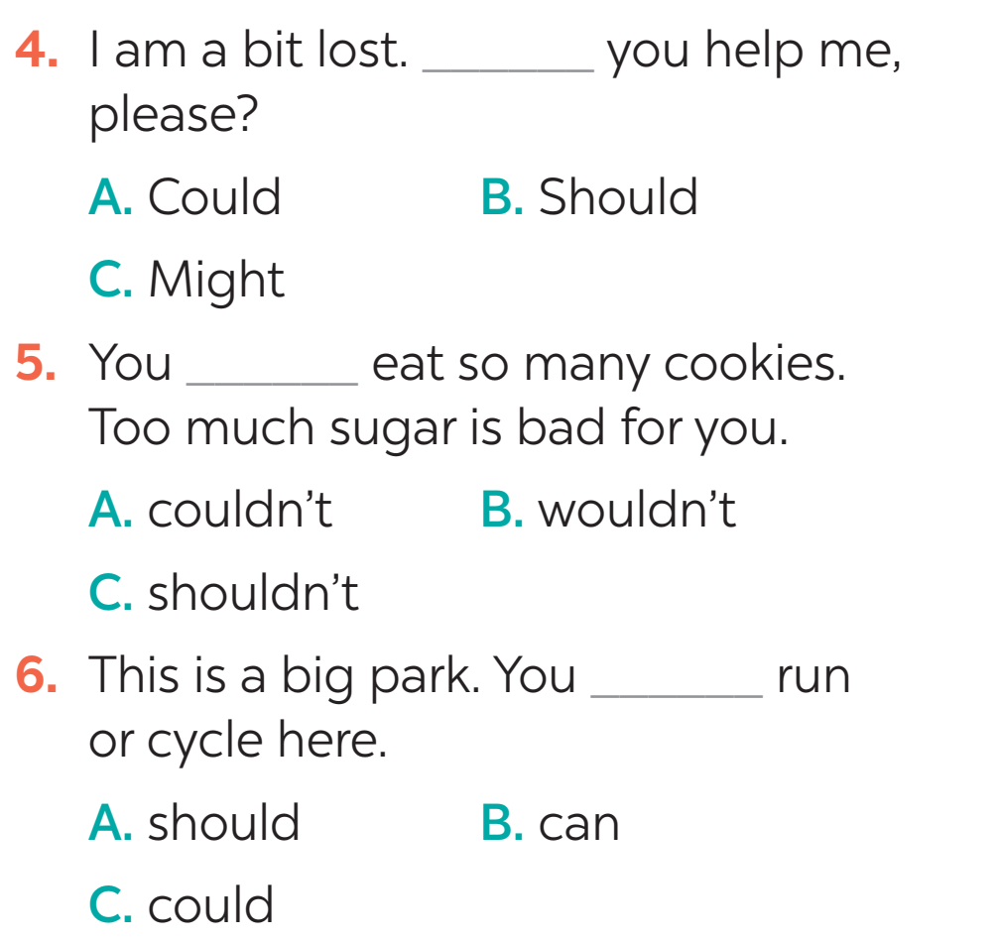 4. I am a bit lost. _______ you help me,
please?
A. Could B. Should
C. Might
5. You _______ eat so many cookies.
Too much sugar is bad for you.
A. couldn’t B. wouldn’t
C. shouldn’t
6. This is a big park. You _______ run
or cycle here.
A. should B. can
C. could